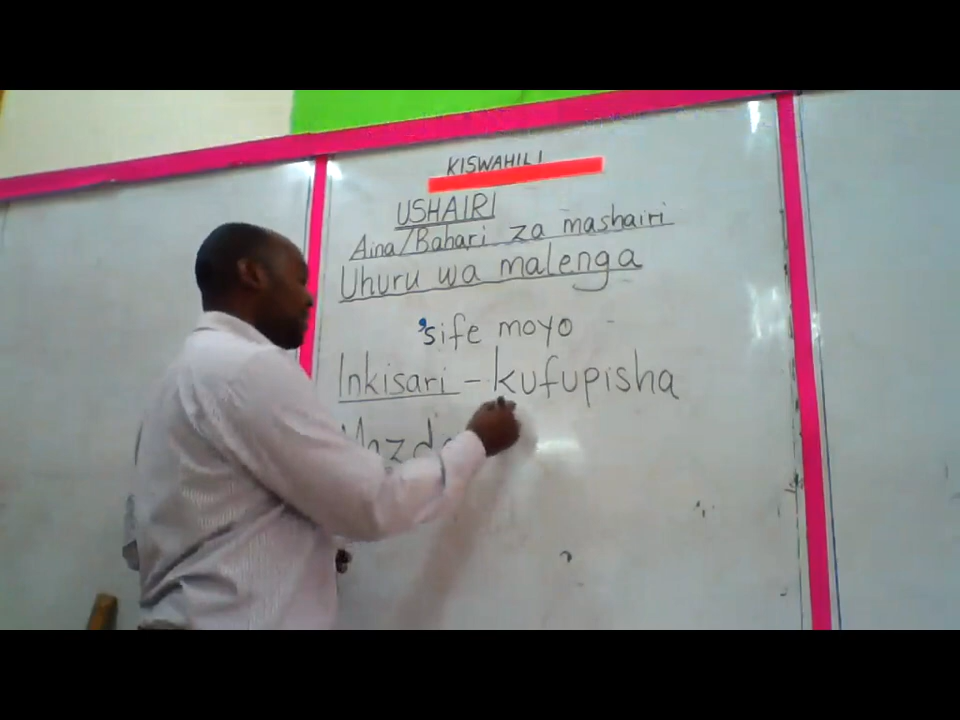 KISWAHILI
USHAIRI
Aina/Bahari za mashairi
Uhuru wa malenga
'sife moyo
Inkisari - kufupisha